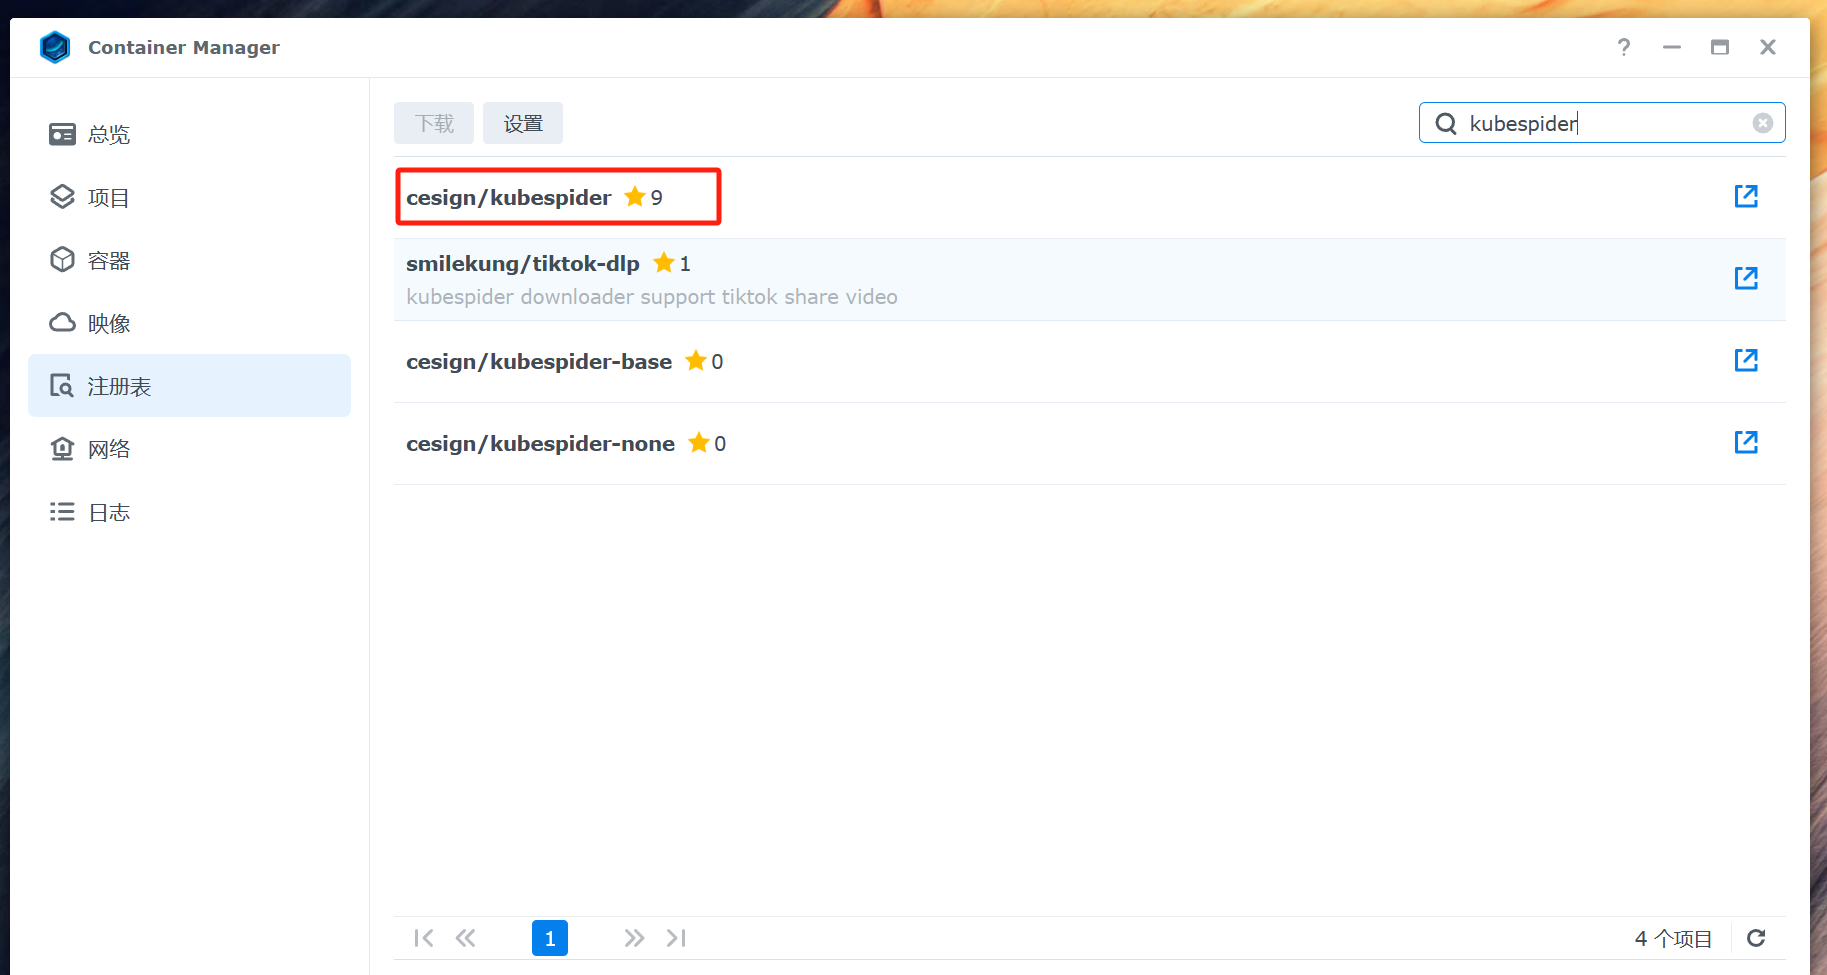 Container Manager
?
总览
项目
容器
映像
注册表
网络
日志
下载 设置
kubespider
cesign/kubespider 9
smilekung/tiktok-dlp 1
kubespider downloader support tiktok share video
cesign/kubespider-base 0
cesign/kubespider-none 0
1
4 个项目